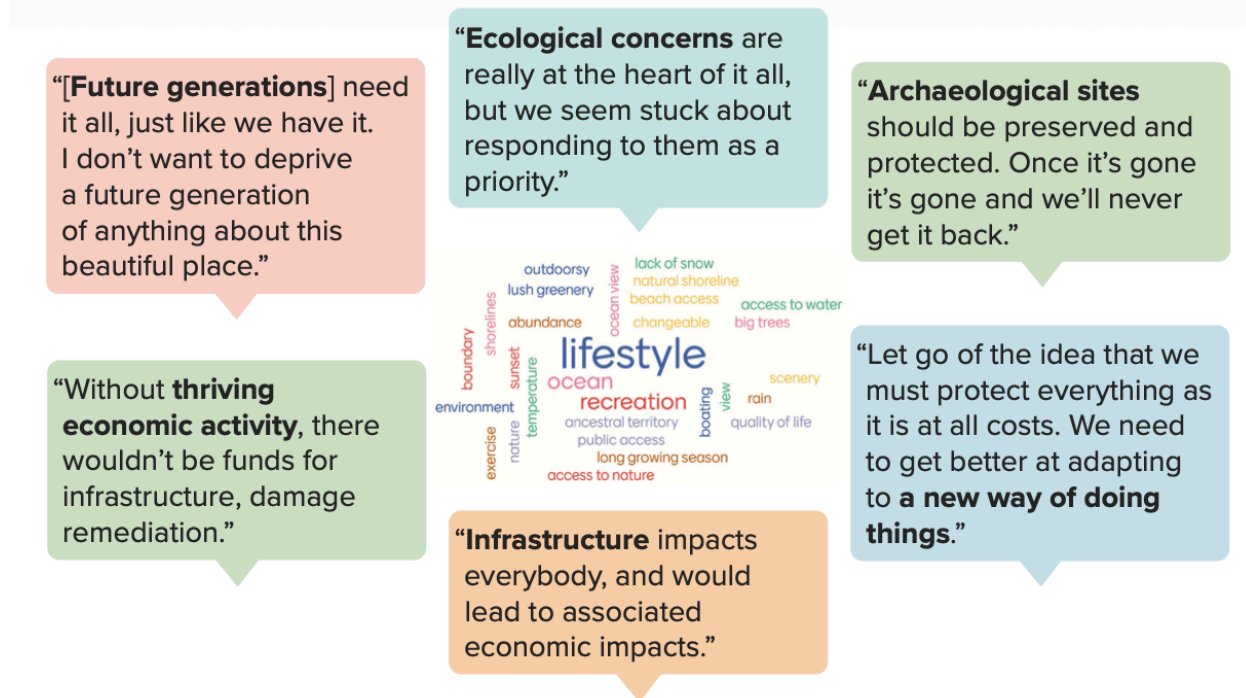 “[Future generations] need
it all, just like we have it.
I don’t want to deprive
a future generation
of anything about this
beautiful place.”
“Ecological concerns are
really at the heart of it all,
but we seem stuck about
responding to them as a
priority.”
“Archaeological sites
should be preserved and
protected. Once it’s gone
it’s gone and we’ll never
get it back.”
outdoorsy
lush greenery
abundance
shorelines
boundary
sunset
temperature
ocean view
lack of snow
natural shoreline
beach access
access to water
changeable
big trees
lifestyle
ocean
recreation
scenery
environment
ancestral territory
public access
boating
view
rain
quality of life
exercise
nature
long growing season
access to nature
“Without thriving
economic activity, there
wouldn’t be funds for
infrastructure, damage
remediation.”
“Infrastructure impacts
everybody, and would
lead to associated
economic impacts.”
“Let go of the idea that we
must protect everything as
it is at all costs. We need
to get better at adapting
to a new way of doing
things.”